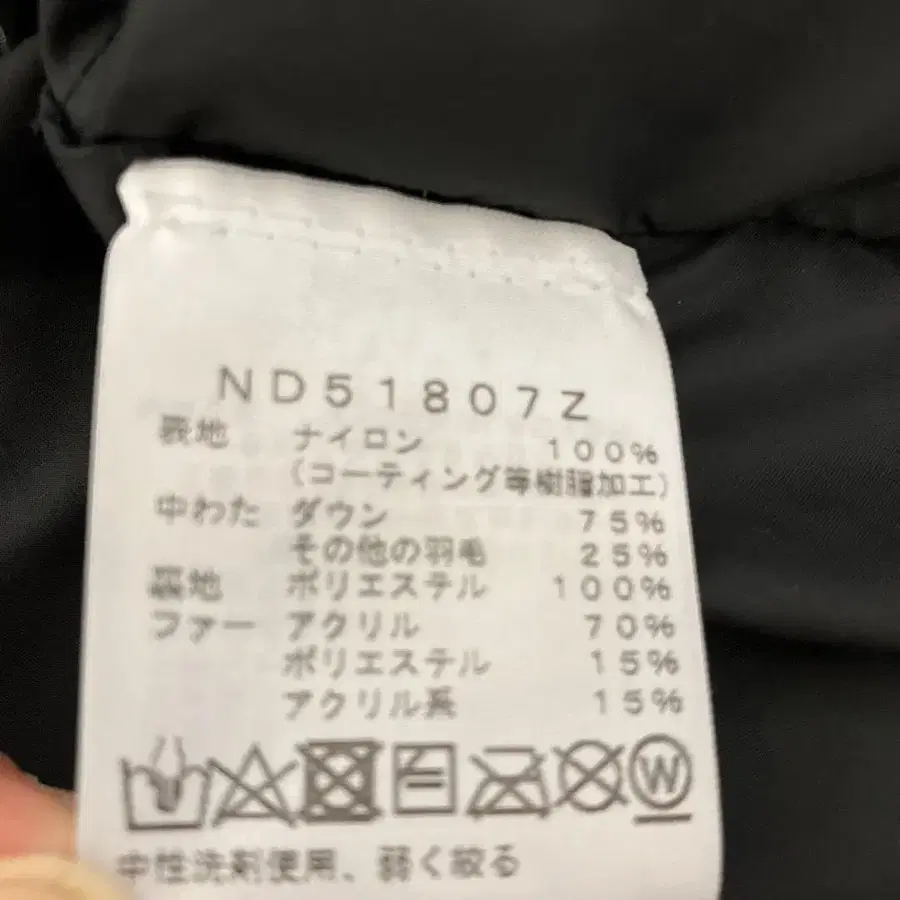 ND51807Z
表地 ナイロン 100%
(コーティング等樹脂加工)
中わた ダウン 75%
その他の羽毛 25%
裏地 ポリエステル 100%
ファー アクリル 70%
ポリエステル 15%
アクリル系 15%
W
中性洗剤使用、弱く絞る